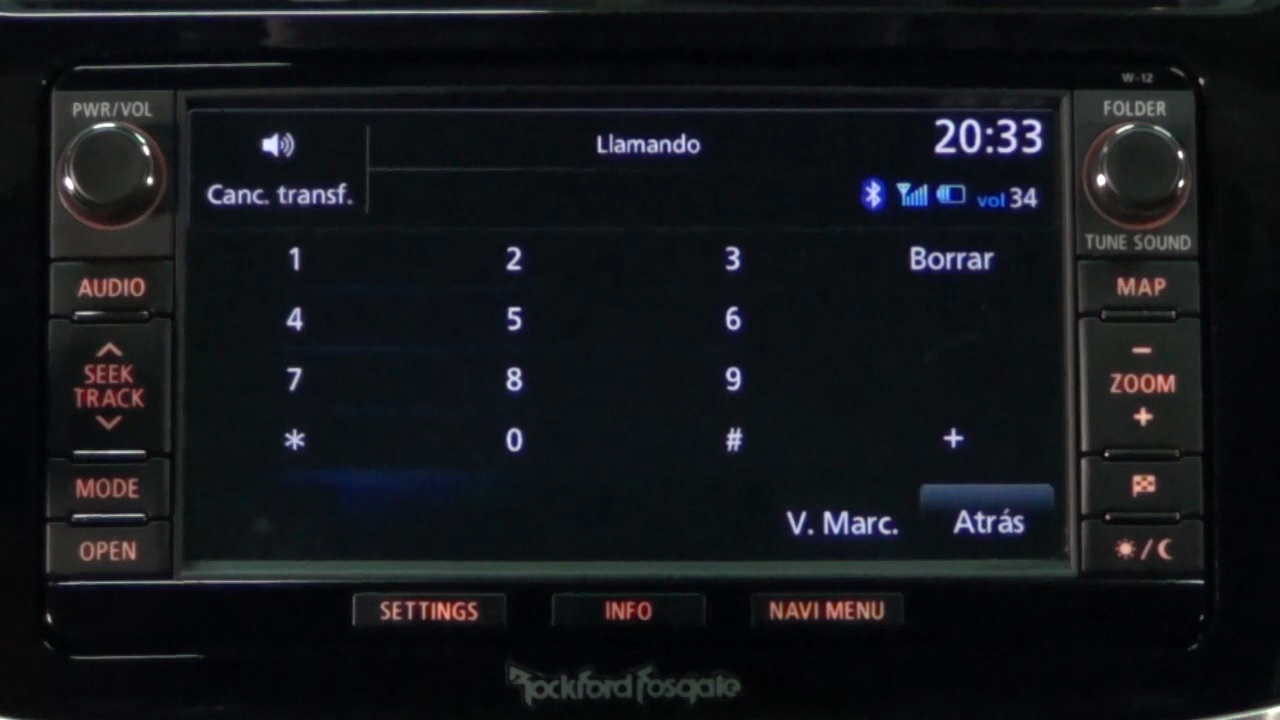 W-12
PWR/VOL
FOLDER
Llamando
20:33
Canc. transf.
vol 34
TUNE SOUND
1 2 3 Borrar
AUDIO
MAP
4 5 6
SEEK
TRACK
ZOOM
7 8 9
* 0 # +
MODE
V. Marc. Atrás
OPEN
SETTINGS INFO NAVI MENU
Rockford Fosgate